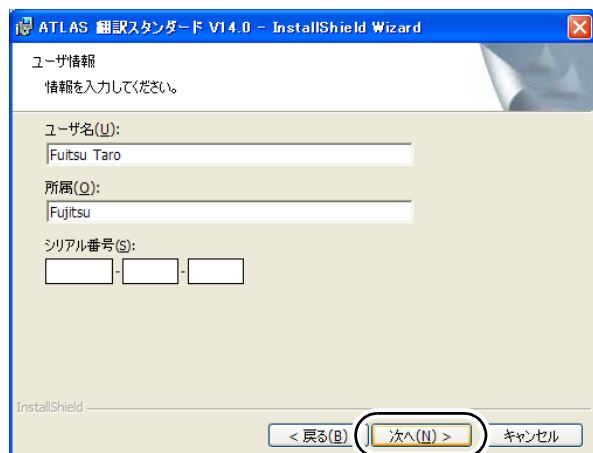 ATLAS 翻訳スタンダード V14.0 - InstallShield Wizard
ユーザ情報
情報を入力してください。
ユーザ名(U):
Fuitsu Taro
所属(O):
Fujitsu
シリアル番号(S):
- -
InstallShield
< 戻る(B) 次へ(N) > キャンセル